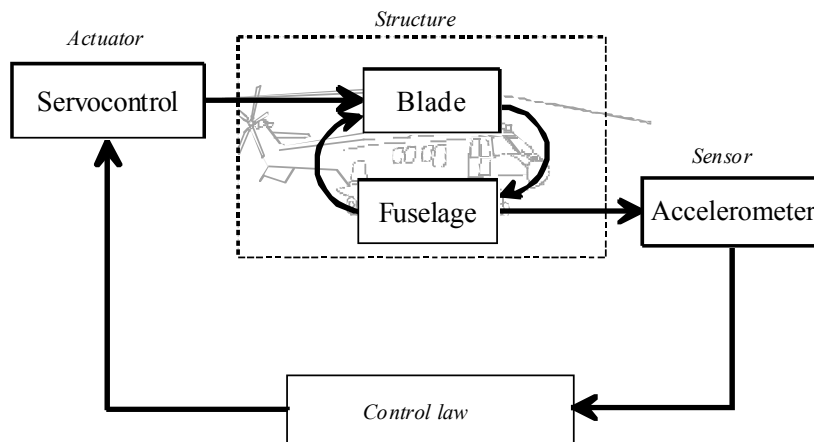 Structure
Actuator
Servocontrol
Blade
Sensor
Fuselage
Accelerometer
Control law